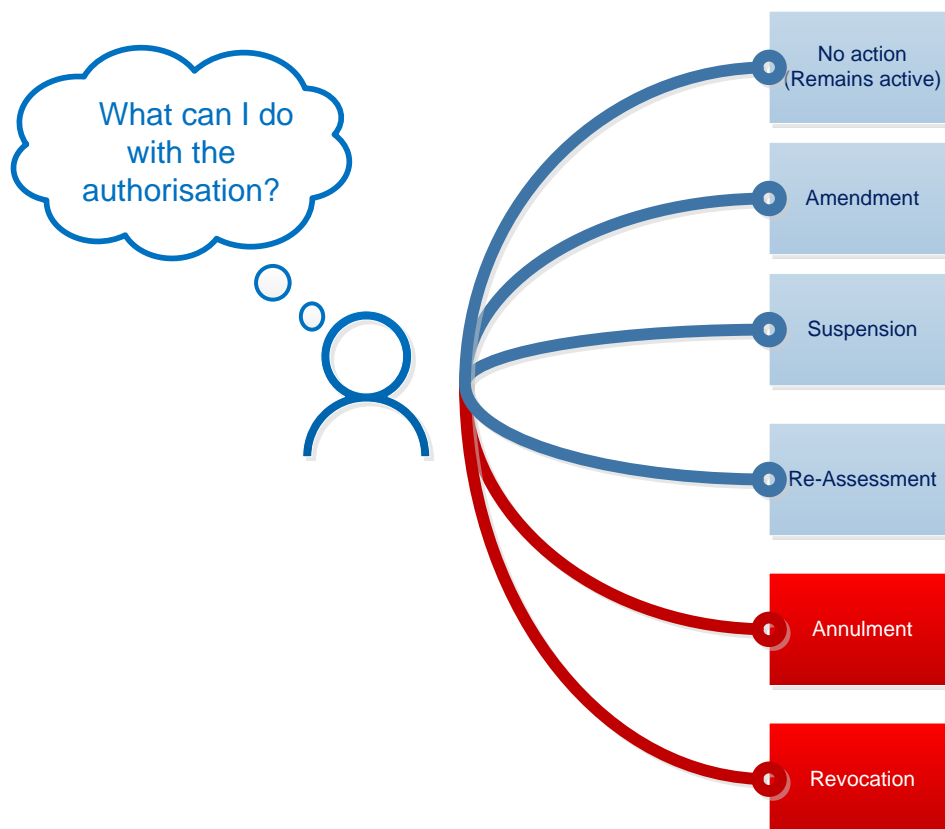 What can I do
with the
authorisation?
No action
(Remains active)
Amendment
Suspension
Re-Assessment
Annulment
Revocation